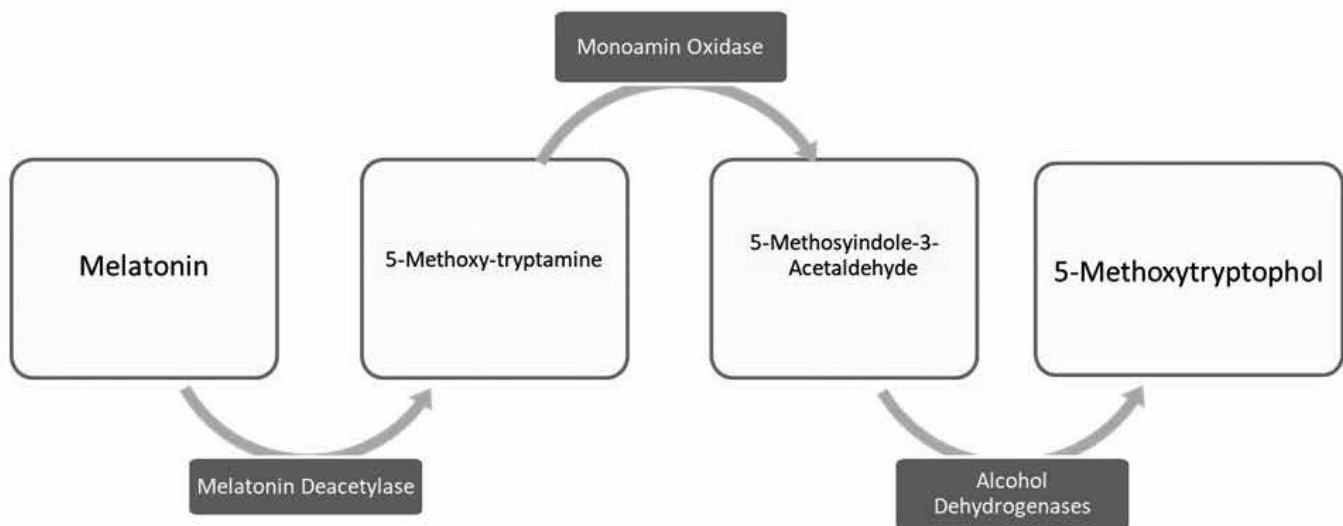 Monoamin Oxidase
Melatonin
5-Methoxy-tryptamine
5-Methosyindole-3-
Acetaldehyde
5-Methoxytryptophol
Melatonin Deacetylase
Alcohol
Dehydrogenases